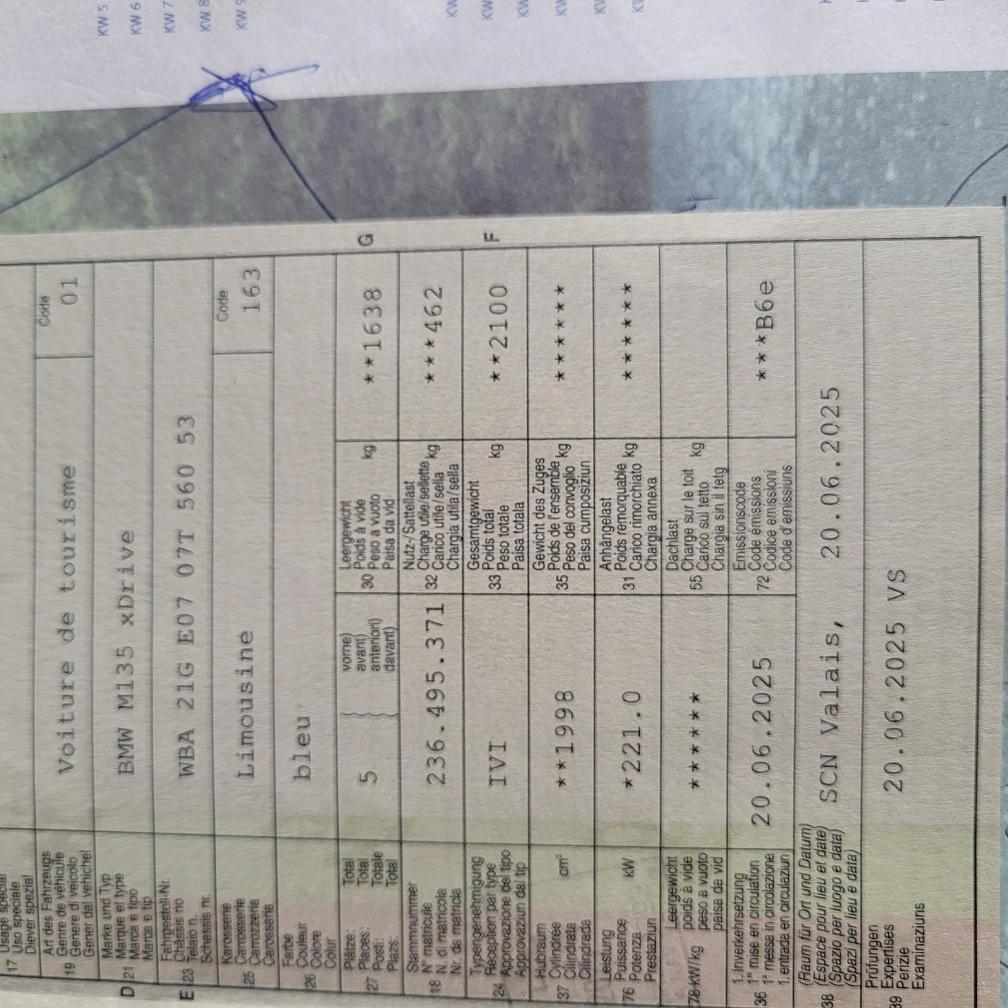 KW 5
KW 6
KW 7
KW 8
KW 9
17 Usage spécial
Uso speciale
Diever spezial
Art des Fahrzeugs
Genre de véhicule
19 Genere di veicolo
Gener dal vehichel
Voiture de tourisme
Code
01
Marke und Typ
D 21 Marque et type
Marca e tipo
Marca e tip
BMW M135 xDrive
Fahrgestell-Nr.
E 23 Châssis no
Telaio n.
Schassis nr.
WBA 21G E07 07T 560 53
Karosserie
25 Carrosserie
Carrozzeria
Carossaria
Limousine
Code
163
Farbe
26 Couleur
Colore
Colur
bleu
Plätze: Total
27 Places: Total
Posti: Totale
Plazs: Total
5
vorne)
avant)
anteriori)
davant)
Leergewicht
30 Poids à vide kg
Peso a vuoto
Paisa da vid
**1638
G
Stammnummer
18 N° matricule
N. di matricola
Nr. da matricla
236.495.371
Nutz-/Sattellast
32 Charge utile/sellette kg
Carico utile/sella
Chargia utila/sella
***462
Typengenehmigung
24 Réception par type
Approvazione del tipo
Approvaziun dal tip
IVI
Gesamtgewicht
33 Poids total kg
Peso totale
Paisa totala
**2100
F
Hubraum
37 Cylindrée cm³
Cilindrata
Cilindrada
**1998
Gewicht des Zuges
35 Poids de l'ensemble kg
Peso del convoglio
Paisa cumposiziun
******
Leistung
76 Puissance kW
Potenza
Prestaziun
*221.0
Anhängelast
31 Poids remorquable kg
Carico rimorchiato
Chargia annexa
******
Leergewicht
78 kW/kg poids à vide
peso a vuoto
paisa da vid
******
Dachlast
55 Charge sur le toit kg
Carico sul tetto
Chargia sin il tetg
1. Inverkehrsetzung
36 1re mise en circulation
1a messa in circolazione
1. entrada en circulaziun
20.06.2025
Emissionscode
72 Code émissions
Codice emissioni
Code d'emissiuns
***B6e
(Raum für Ort und Datum)
38 (Espace pour lieu et date)
(Spazio per luogo e data)
(Spazi per lieu e data)
SCN Valais, 20.06.2025
Prüfungen
39 Expertises
Perizie
Examinaziuns
20.06.2025 VS